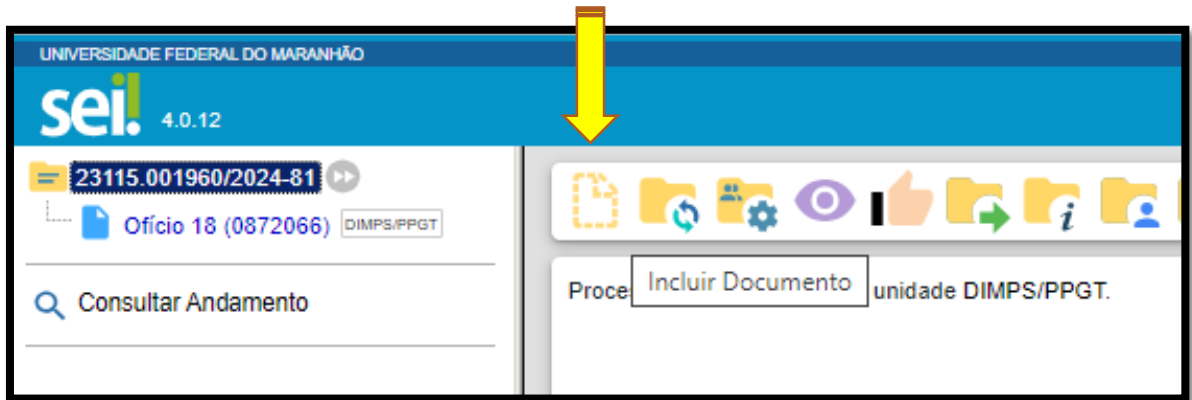 UNIVERSIDADE FEDERAL DO MARANHÃO
sei! 4.0.12
23115.001960/2024-81
Ofício 18 (0872066) DIMPS/PPGT
Consultar Andamento
Incluir Documento
unidade DIMPS/PPGT.